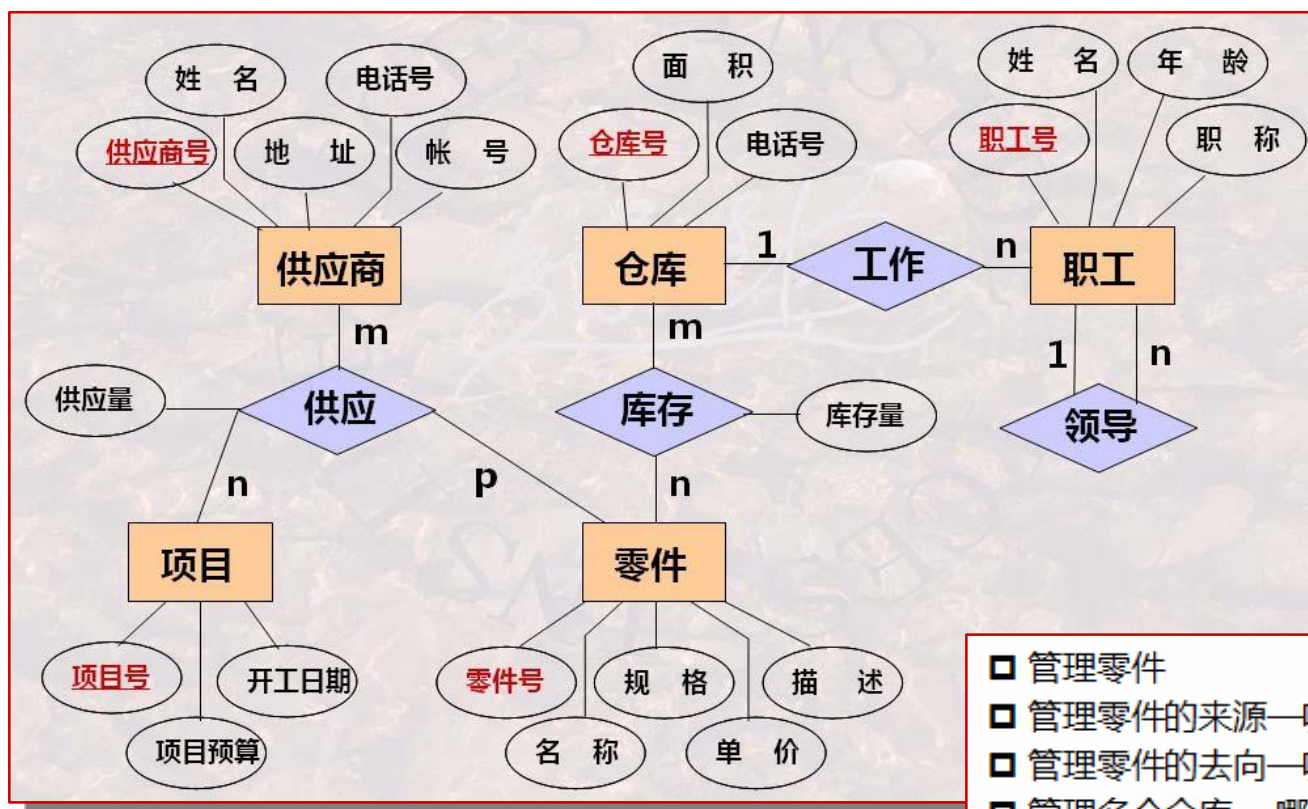 姓 名
电话号
供应商号
地 址
帐 号
面 积
仓库号
电话号
姓 名
年 龄
职工号
职 称
供应商
仓库
1
工作
n
职工
m
m
1
n
供应量
供应
库存
库存量
领导
n
p
n
项目
零件
项目号
开工日期
项目预算
零件号
规 格
描 述
名 称
单 价
管理零件
管理零件的来源—
管理零件的去向—